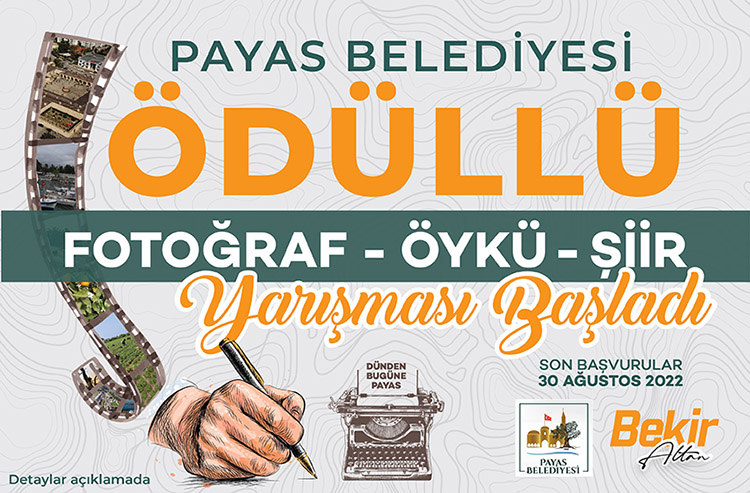 PAYAS BELEDİYESİ
ÖDÜLLÜ
FOTOĞRAF - ÖYKÜ - ŞİİR
Yarışması Başladı
DÜNDEN
BUGÜNE
PAYAS
SON BAŞVURULAR
30 AĞUSTOS 2022
PAYAS
BELEDİYESİ
Bekir
Altan
Detaylar açıklamada